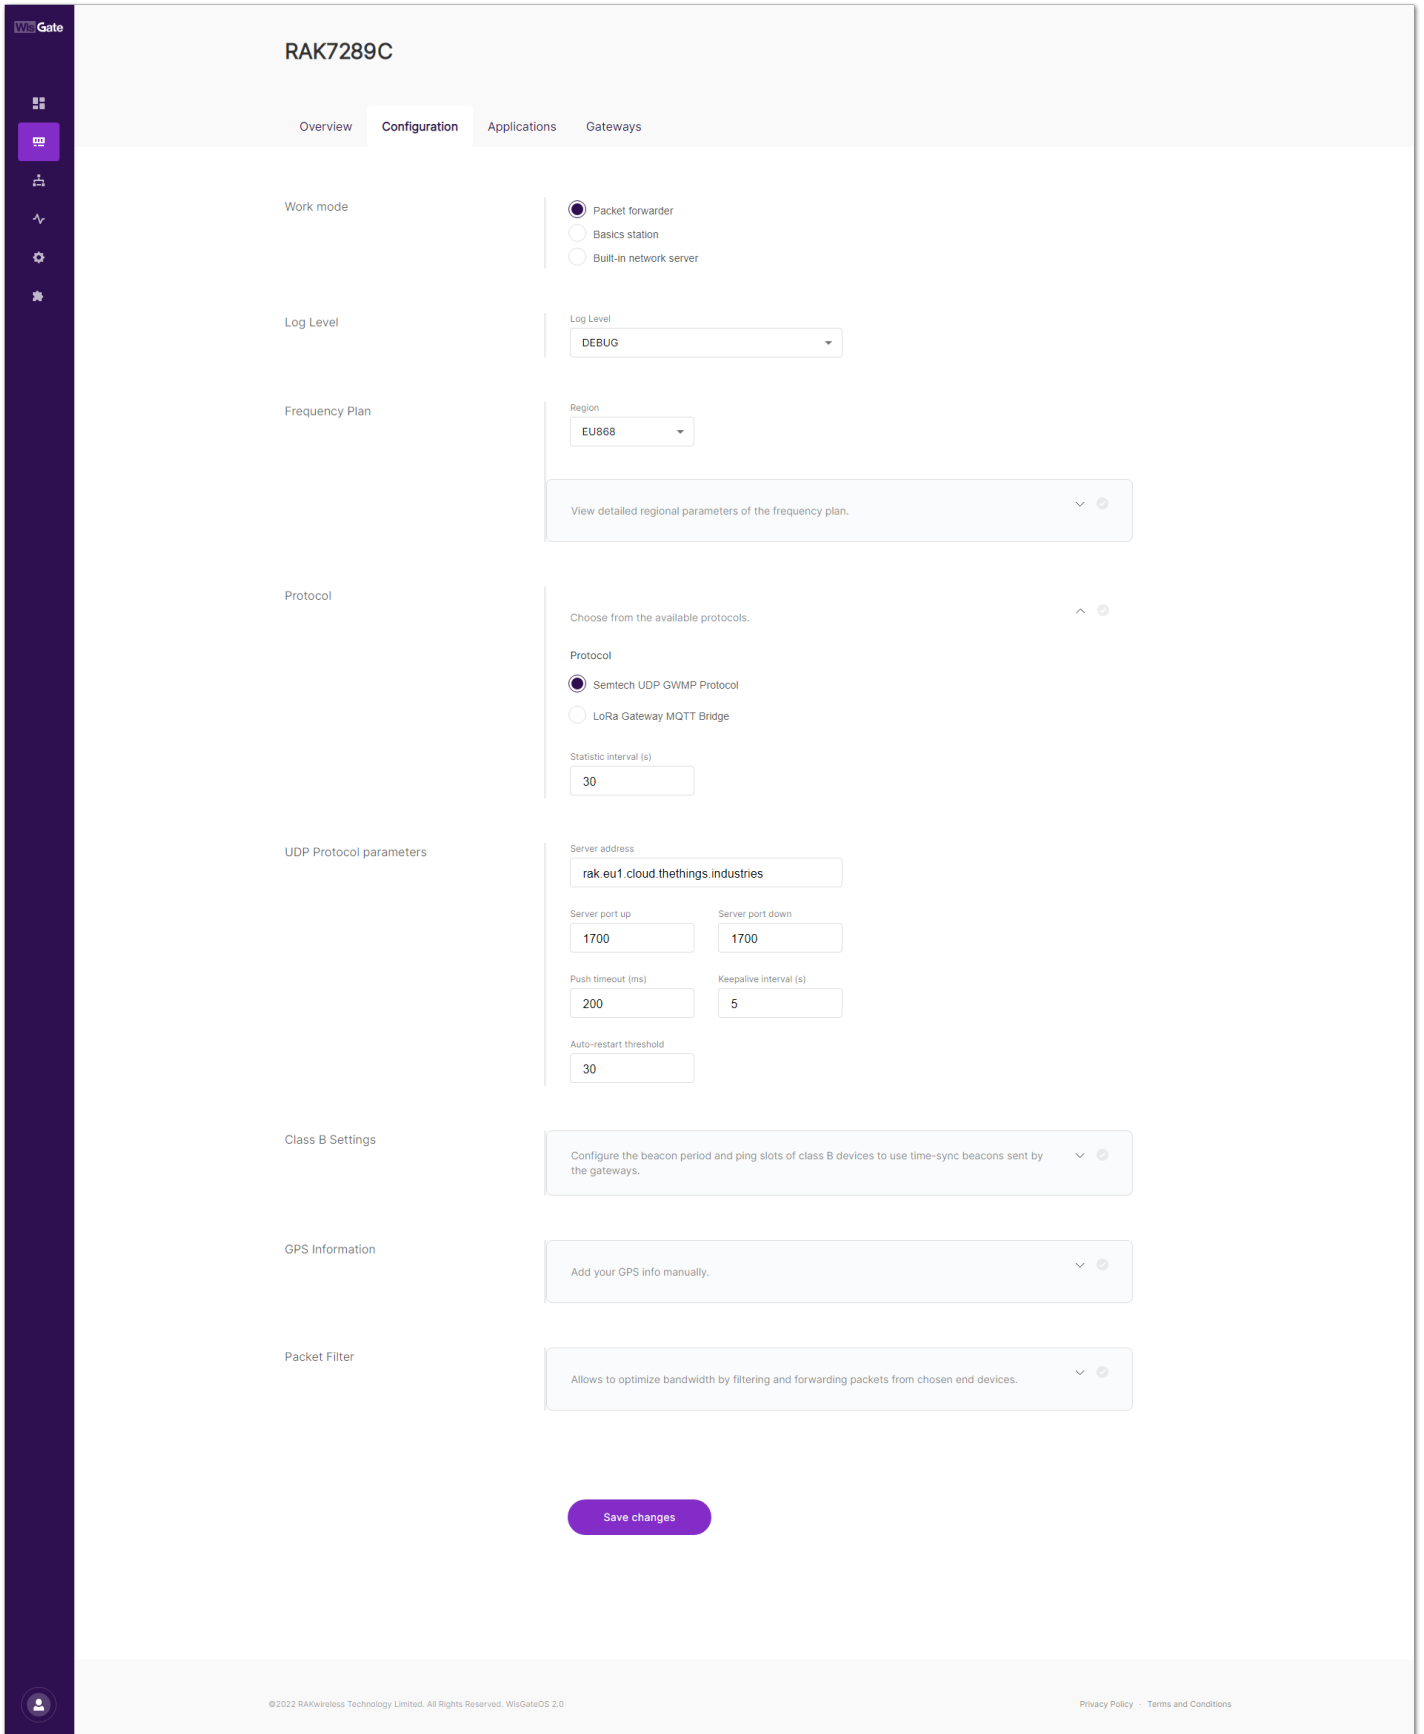 WisGate
RAK7289C
Overview Configuration Applications Gateways
Work mode
Packet forwarder
Basics station
Built-in network server
Log Level
Log Level
DEBUG
Frequency Plan
Region
EU868
View detailed regional parameters of the frequency plan.
Protocol
Choose from the available protocols.
Protocol
Semtech UDP GWMP Protocol
LoRa Gateway MQTT Bridge
Statistic interval (s)
30
UDP Protocol parameters
Server address
rak.eu1.cloud.thethings.industries
Server port up Server port down
1700 1700
Push timeout (ms) Keepalive interval (s)
200 5
Auto-restart threshold
30
Class B Settings
Configure the beacon period and ping slots of class B devices to use time-sync beacons sent by
the gateways.
GPS Information
Add your GPS info manually.
Packet Filter
Allows to optimize bandwidth by filtering and forwarding packets from chosen end devices.
Save changes
©2022 RAKwireless Technology Limited. All Rights Reserved. WisGateOS 2.0 Privacy Policy · Terms and Conditions